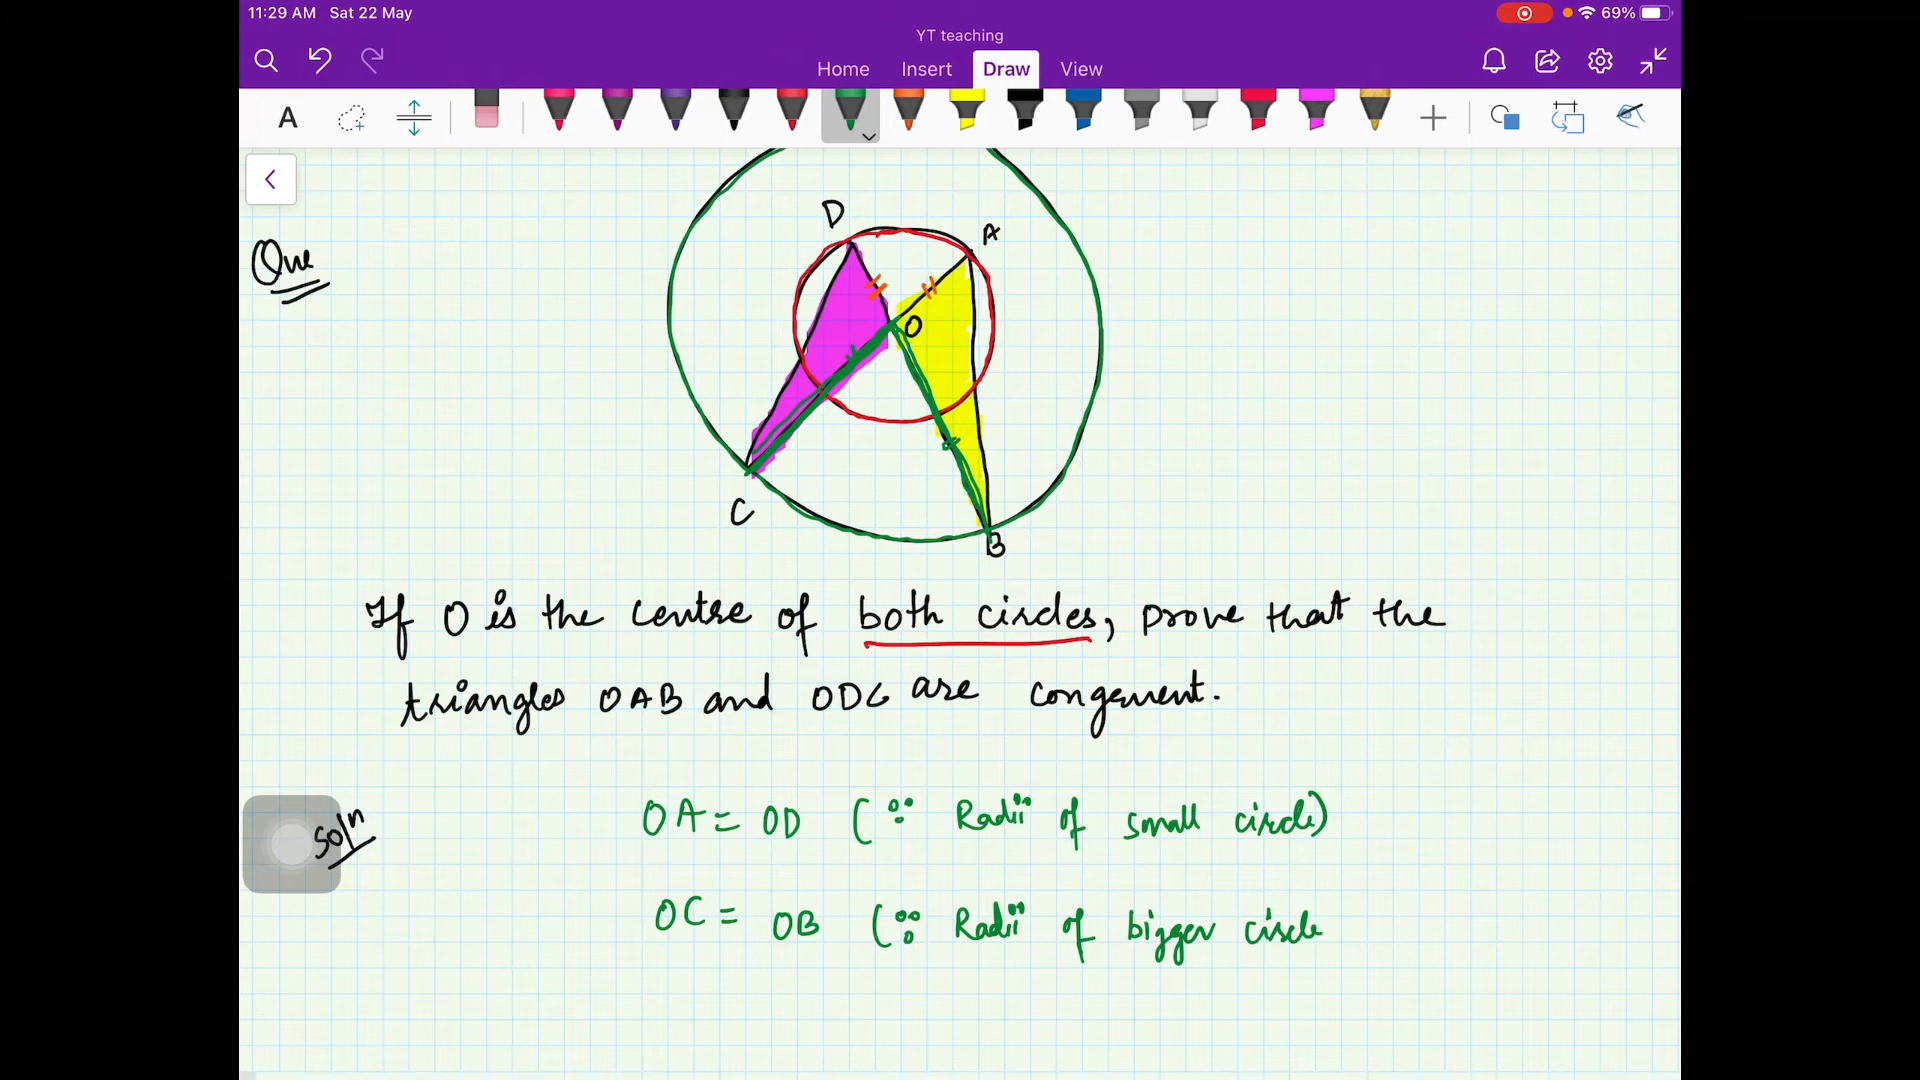 11:29 AM Sat 22 May
69%
YT teaching
Home Insert Draw View
A
Que
D
A
O
C
B
If O is the centre of both circles, prove that the
triangles OAB and ODC are congruent.
Soln
OA = OD (∵ Radii of small circle)
OC = OB (∵ Radii of bigger circle